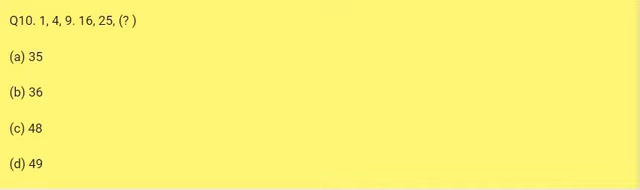 Q10. 1, 4, 9. 16, 25, (? )
(a) 35
(b) 36
(c) 48
(d) 49